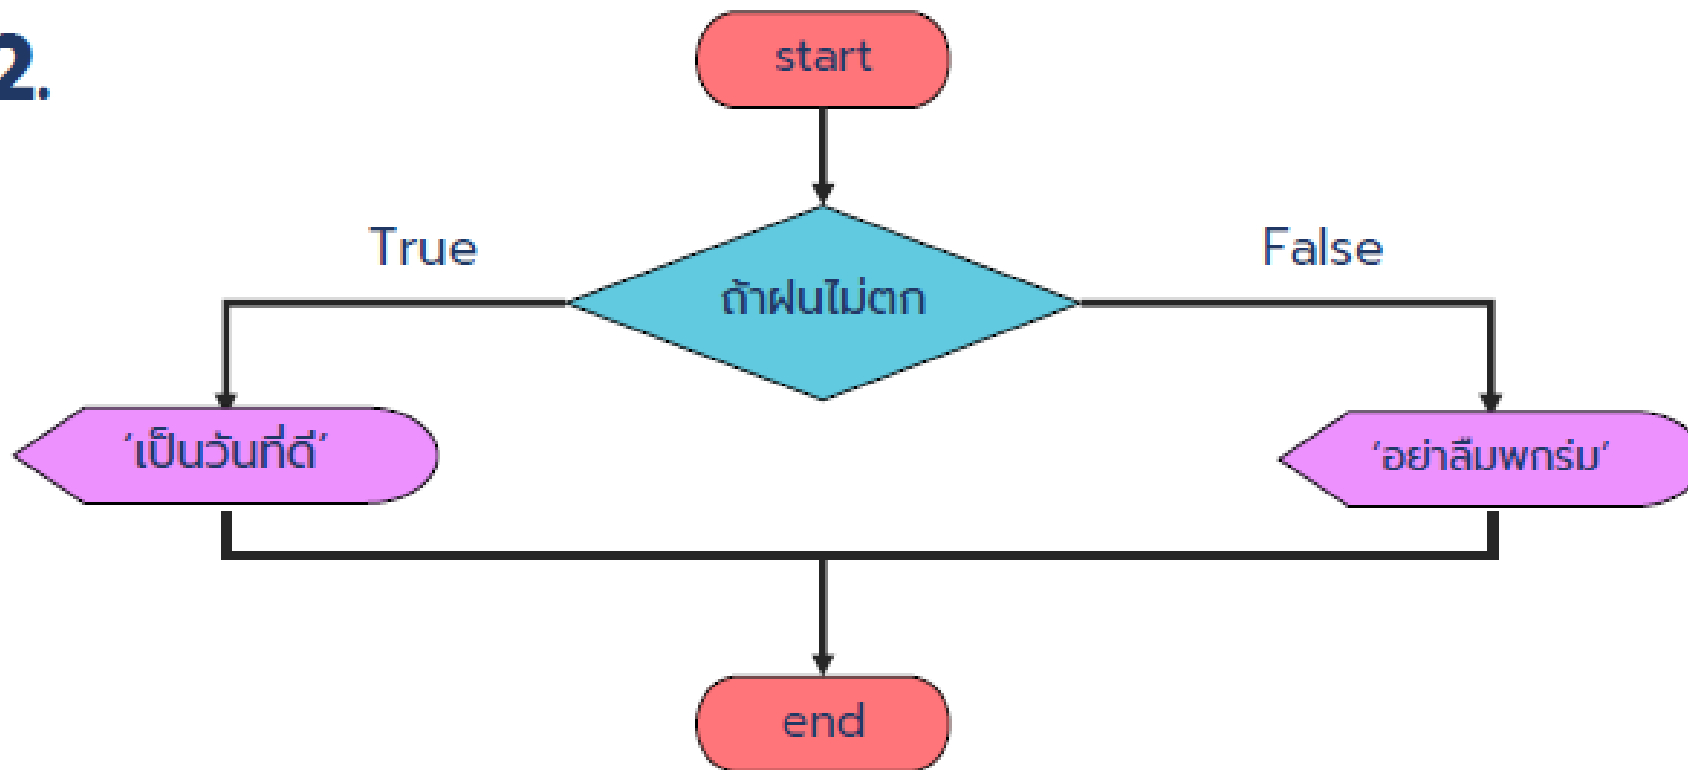 2.
start
True
False
ถ้าฝนไม่ตก
‘เป็นวันที่ดี’
‘อย่าลืมพกร่ม’
end